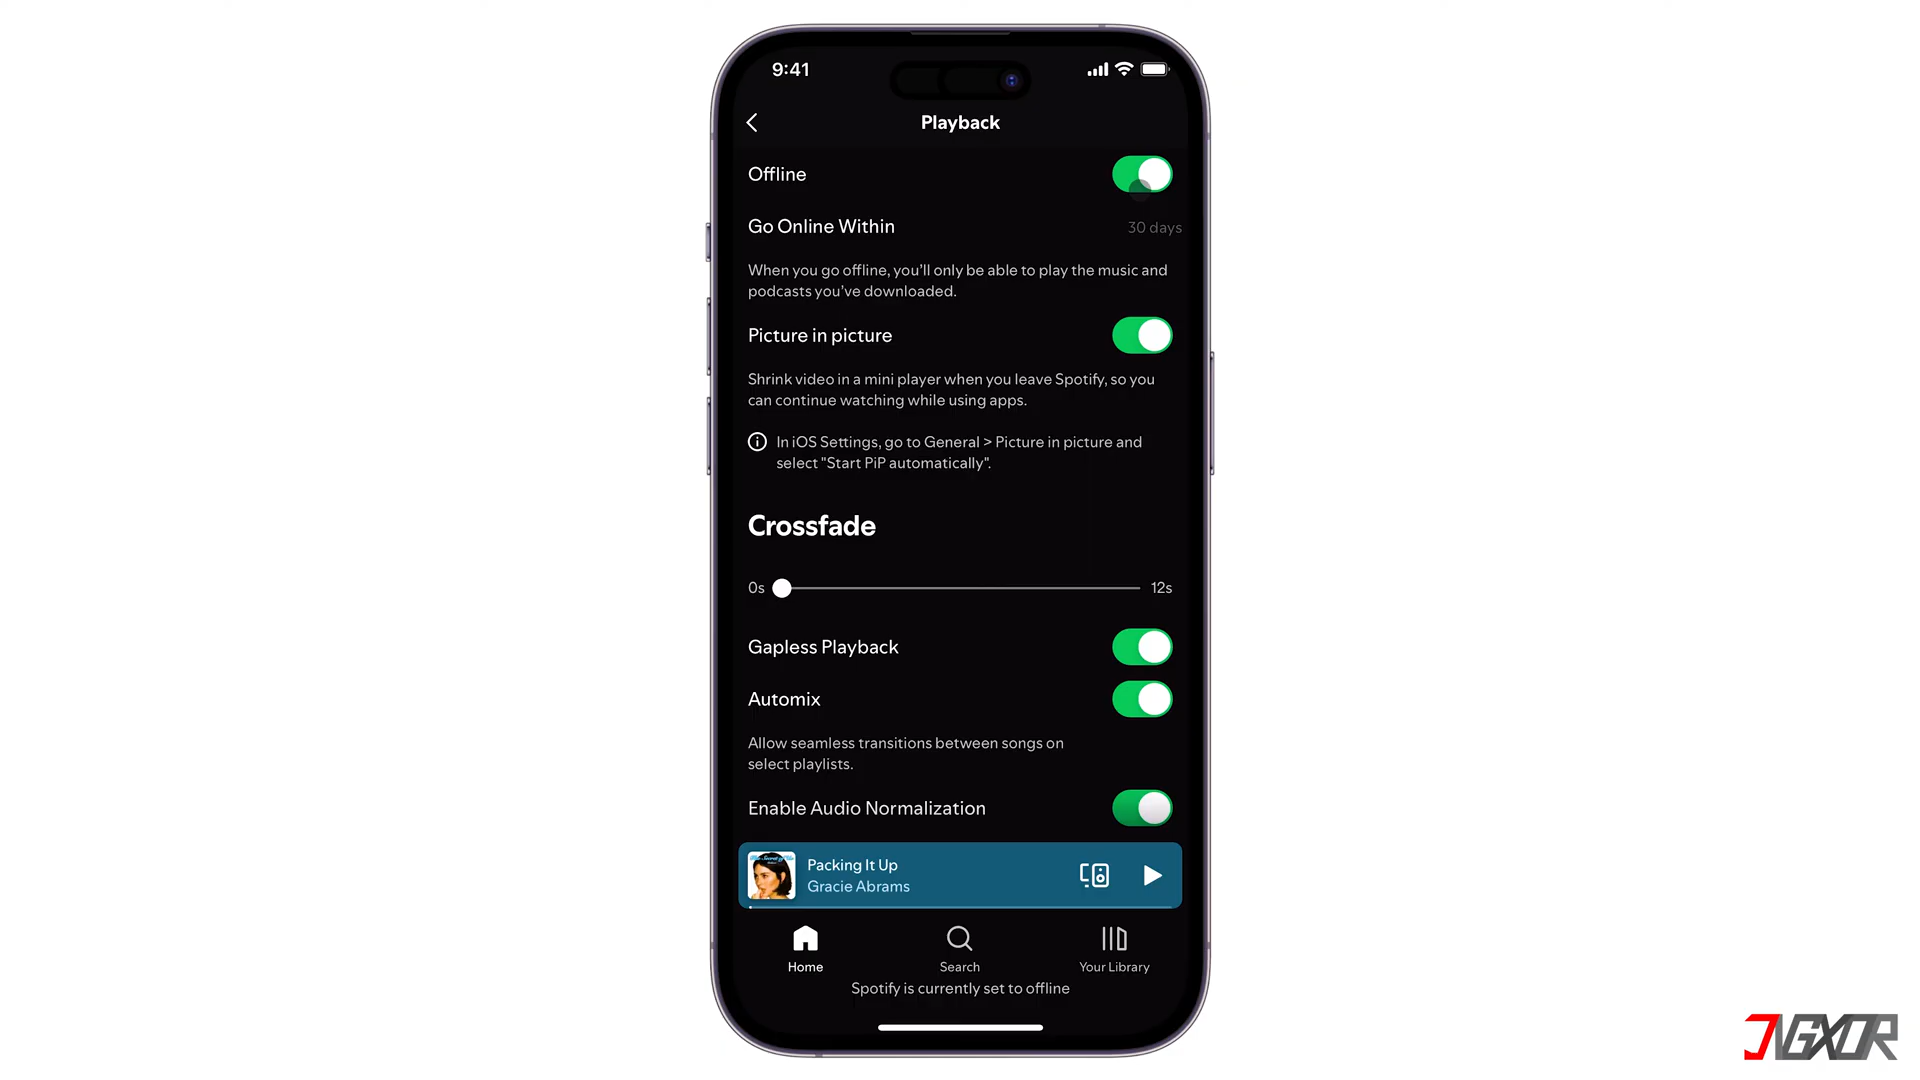 9:41
Playback
Offline
Go Online Within
30 days
When you go offline, you'll only be able to play the music and
podcasts you've downloaded.
Picture in picture
Shrink video in a mini player when you leave Spotify, so you
can continue watching while using apps.
In iOS Settings, go to General > Picture in picture and
select "Start PiP automatically".
Crossfade
0s
12s
Gapless Playback
Automix
Allow seamless transitions between songs on
select playlists.
Enable Audio Normalization
Packing It Up
Gracie Abrams
Home
Search
Your Library
Spotify is currently set to offline